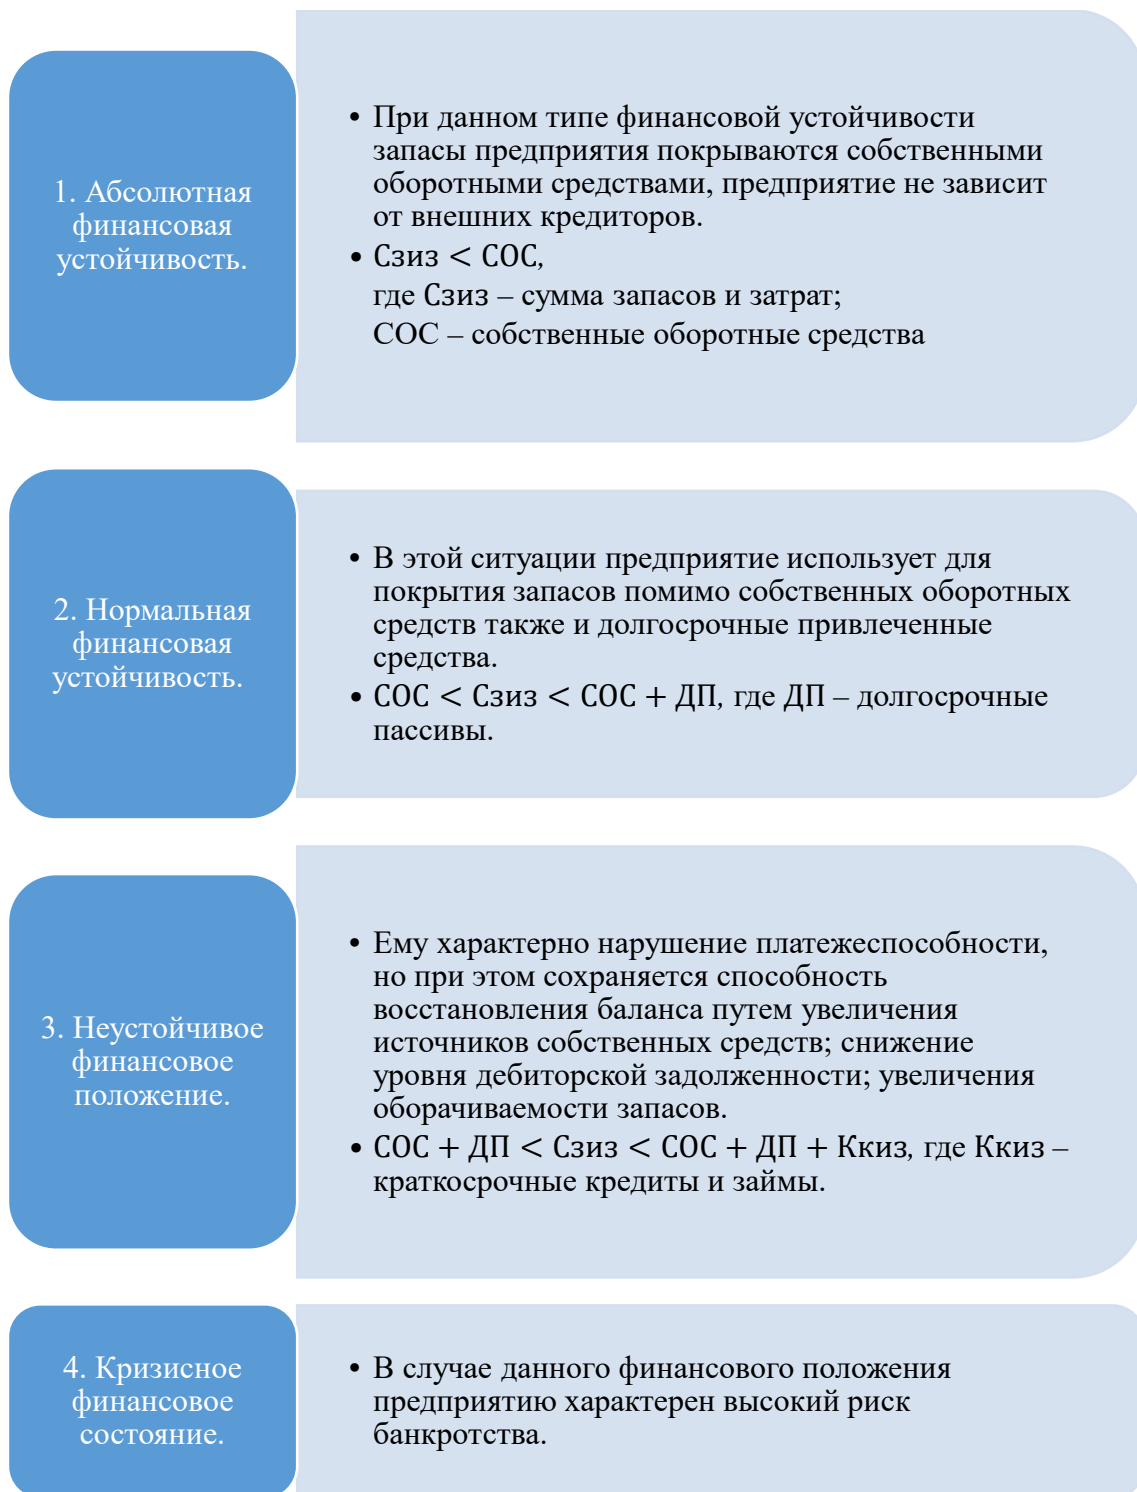 1. Абсолютная
финансовая
устойчивость.
• При данном типе финансовой устойчивости
запасы предприятия покрываются собственными
оборотными средствами, предприятие не зависит
от внешних кредиторов.
• Сзиз < СОС,
где Сзиз – сумма запасов и затрат;
СОС – собственные оборотные средства
2. Нормальная
финансовая
устойчивость.
• В этой ситуации предприятие использует для
покрытия запасов помимо собственных оборотных
средств также и долгосрочные привлеченные
средства.
• СОС < Сзиз < СОС + ДП, где ДП – долгосрочные
пассивы.
3. Неустойчивое
финансовое
положение.
• Ему характерно нарушение платежеспособности,
но при этом сохраняется способность
восстановления баланса путем увеличения
источников собственных средств; снижение
уровня дебиторской задолженности; увеличения
оборачиваемости запасов.
• СОС + ДП < Сзиз < СОС + ДП + Ккиз, где Ккиз –
краткосрочные кредиты и займы.
4. Кризисное
финансовое
состояние.
• В случае данного финансового положения
предприятию характерен высокий риск
банкротства.